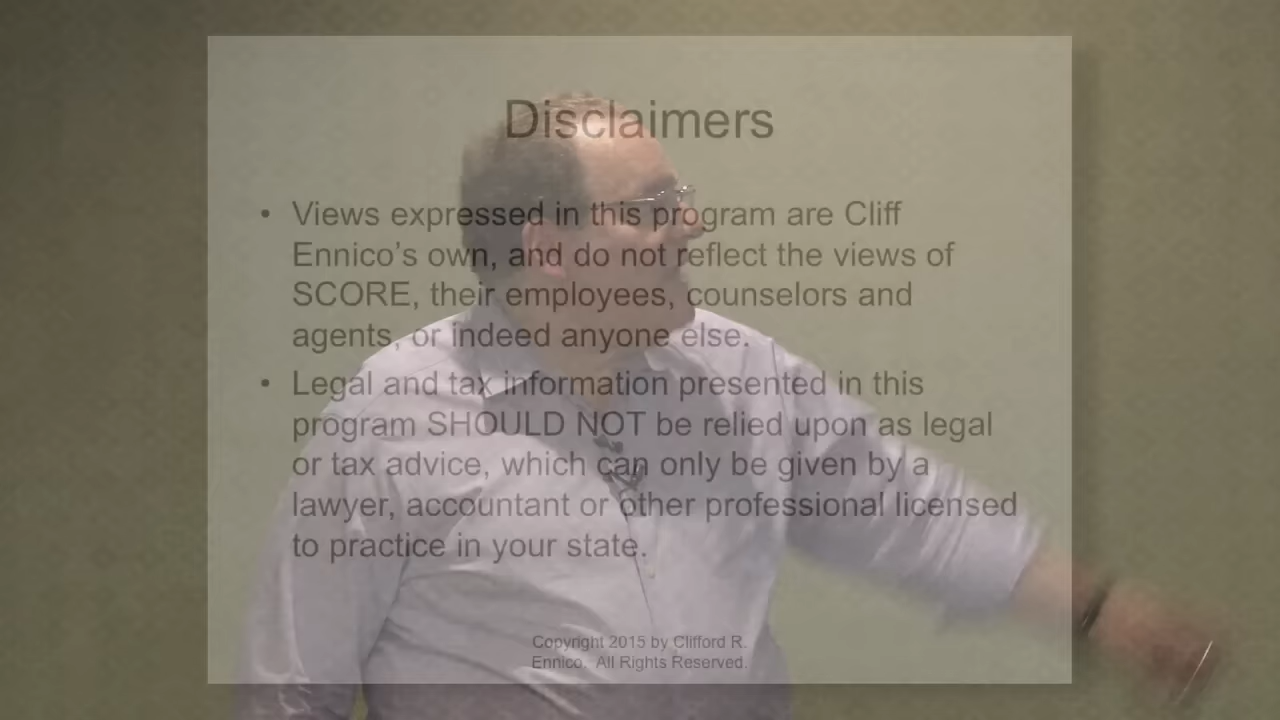 Disclaimers
• Views expressed in this program are Cliff
Ennico’s own, and do not reflect the views of
SCORE, their employees, counselors and
agents, or indeed anyone else.
• Legal and tax information presented in this
program SHOULD NOT be relied upon as legal
or tax advice, which can only be given by a
lawyer, accountant or other professional licensed
to practice in your state.
Copyright 2015 by Clifford R.
Ennico. All Rights Reserved.